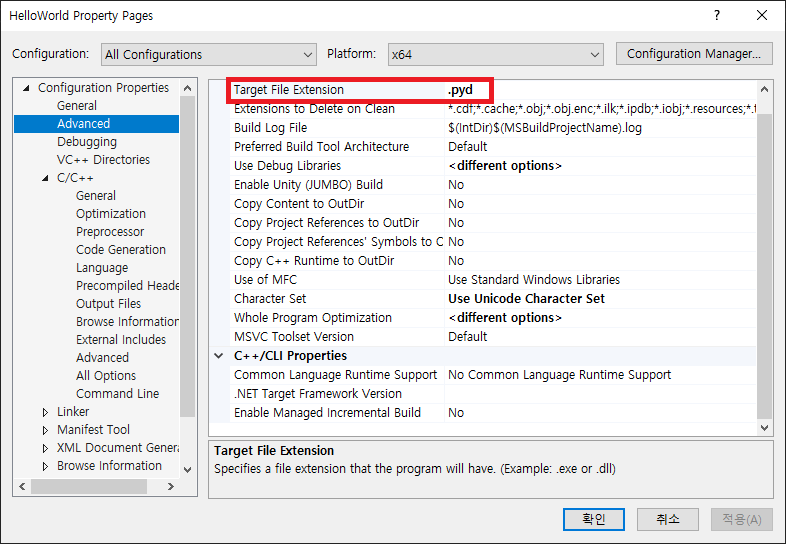 HelloWorld Property Pages
Configuration: All Configurations Platform: x64 Configuration Manager...
Configuration Properties
General
Advanced
Debugging
VC++ Directories
C/C++
General
Optimization
Preprocessor
Code Generation
Language
Precompiled Heade
Output Files
Browse Information
External Includes
Advanced
All Options
Command Line
Linker
Manifest Tool
XML Document Genera
Browse Information
Target File Extension .pyd
Extensions to Delete on Clean *.cdf;*.cache;*.obj;*.obj.enc;*.ilk;*.ipdb;*.iobj;*.resources;*.t
Build Log File $(IntDir)$(MSBuildProjectName).log
Preferred Build Tool Architecture Default
Use Debug Libraries <different options>
Enable Unity (JUMBO) Build No
Copy Content to OutDir No
Copy Project References to OutDir No
Copy Project References' Symbols to C No
Copy C++ Runtime to OutDir No
Use of MFC Use Standard Windows Libraries
Character Set Use Unicode Character Set
Whole Program Optimization <different options>
MSVC Toolset Version Default
C++/CLI Properties
Common Language Runtime Support No Common Language Runtime Support
.NET Target Framework Version
Enable Managed Incremental Build No
Target File Extension
Specifies a file extension that the program will have. (Example: .exe or .dll)
확인 취소 적용(A)